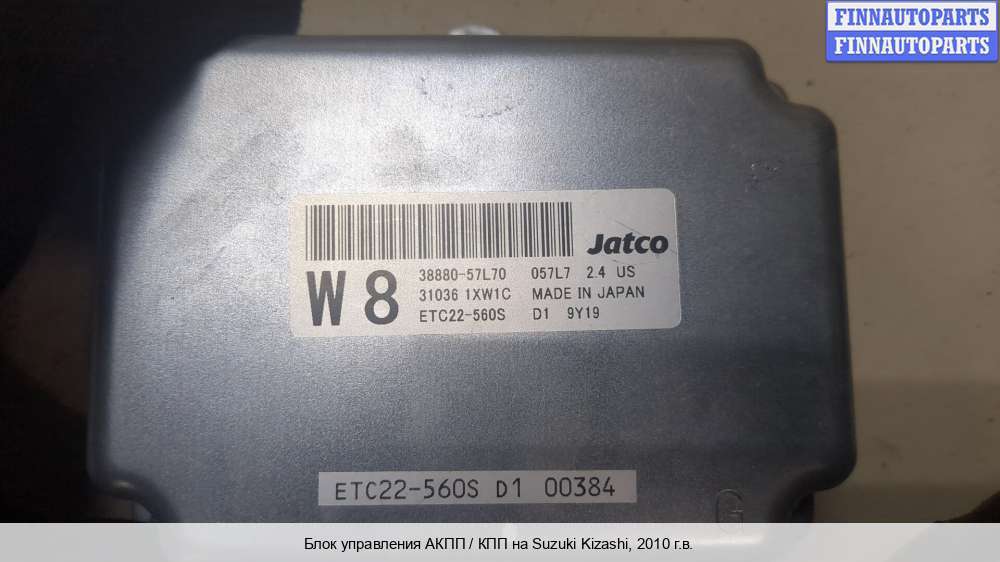 FINNAUTOPARTS
FINNAUTOPARTS
Jatco
W8
38880-57L70 057L7 2.4 US
31036 1XW1C MADE IN JAPAN
ETC22-560S D1 9Y19
ETC22-560S D1 00384
G
Блок управления АКПП / КПП на Suzuki Kizashi, 2010 г.в.